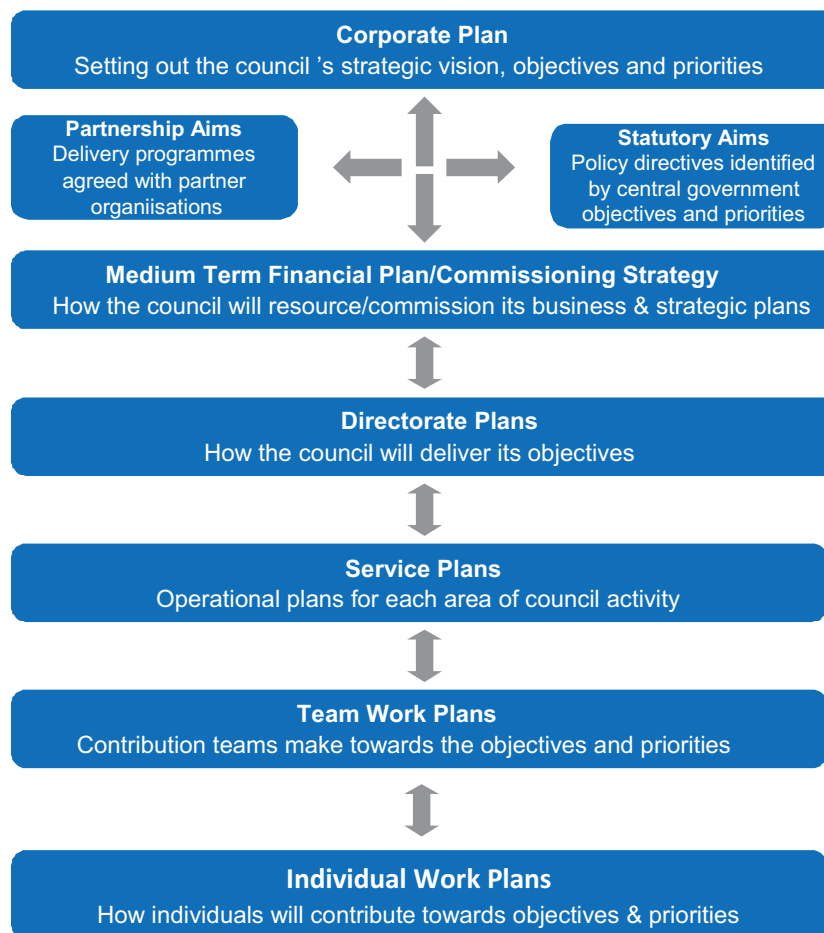 Corporate Plan
Setting out the council ’s strategic vision, objectives and priorities
Partnership Aims
Delivery programmes
agreed with partner
organiisations
Statutory Aims
Policy directives identified
by central government
objectives and priorities
Medium Term Financial Plan/Commissioning Strategy
How the council will resource/commission its business & strategic plans
Directorate Plans
How the council will deliver its objectives
Service Plans
Operational plans for each area of council activity
Team Work Plans
Contribution teams make towards the objectives and priorities
Individual Work Plans
How individuals will contribute towards objectives & priorities